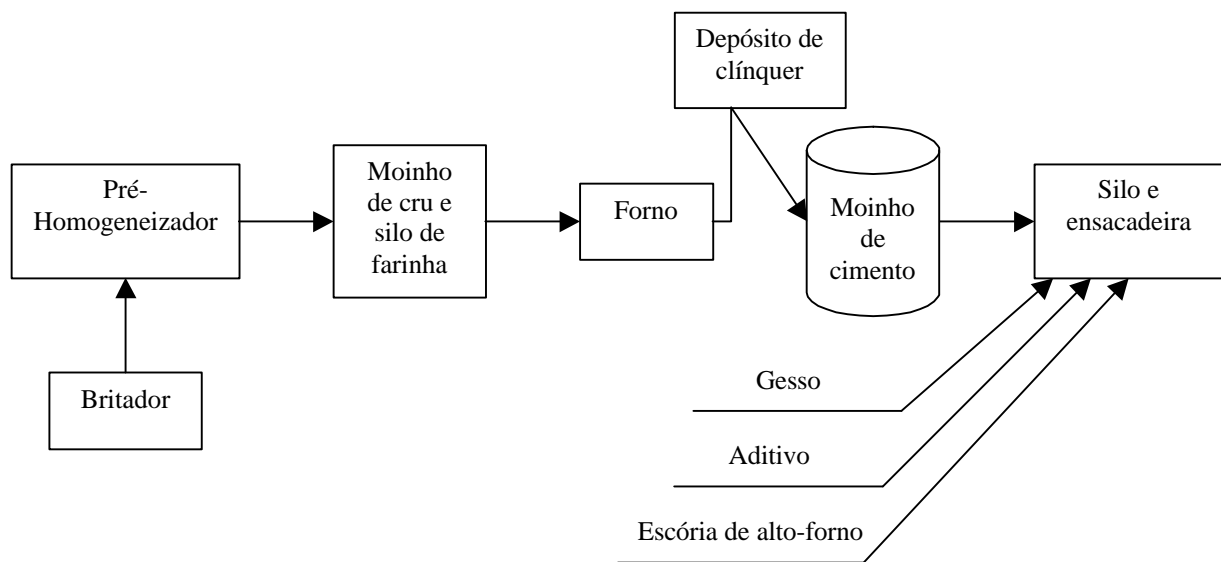 Depósito de
clínquer
Pré-
Homogeneizador
Moinho
de cru e
silo de
farinha
Forno
Moinho
de
cimento
Silo e
ensacadeira
Britador
Gesso
Aditivo
Escória de alto-forno